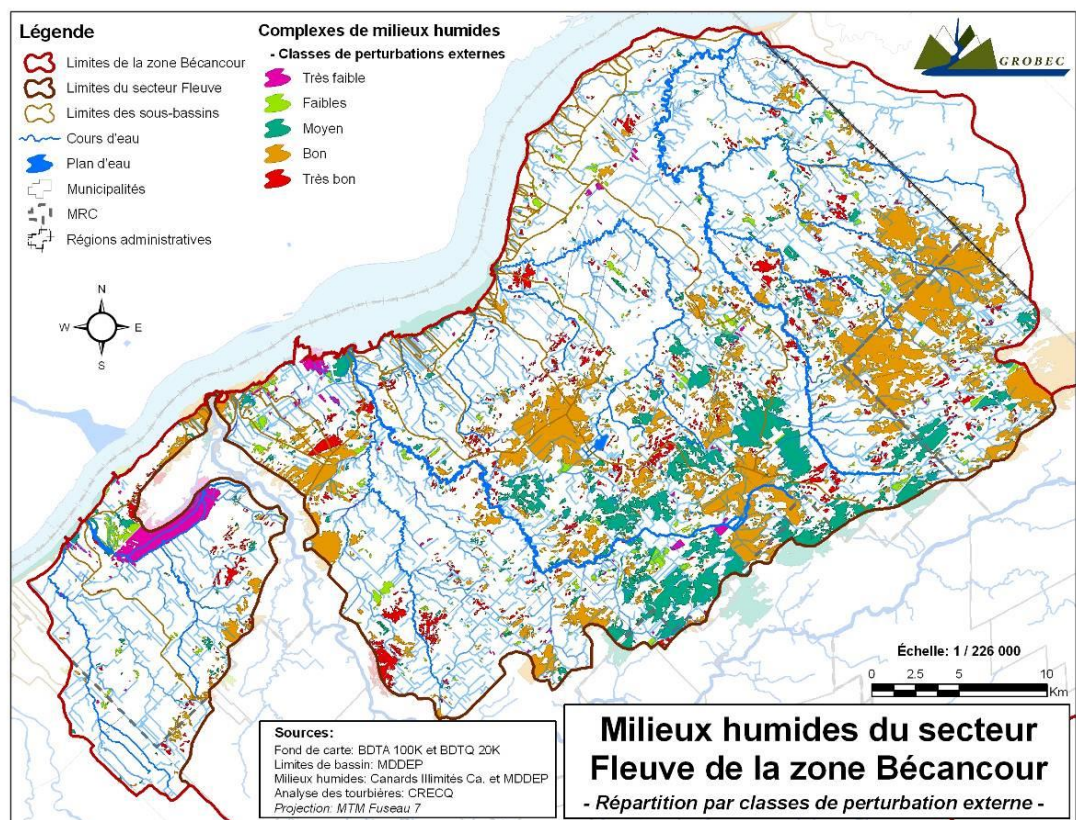 Légende
Limites de la zone Bécancour
Limites du secteur Fleuve
Limites des sous-bassins
Cours d'eau
Plan d'eau
Municipalités
MRC
Régions administratives
Complexes de milieux humides
- Classes de perturbations externes
Très faible
Faibles
Moyen
Bon
Très bon
GROBEC
N
W
E
S
Échelle: 1 / 226 000
0 2.5 5 10
Km
Sources:
Fond de carte: BDTA 100K et BDTQ 20K
Limites de bassin: MDDEP
Milieux humides: Canards Illimités Ca. et MDDEP
Analyse des tourbières: CRECQ
Projection: MTM Fuseau 7
Milieux humides du secteur
Fleuve de la zone Bécancour
- Répartition par classes de perturbation externe -